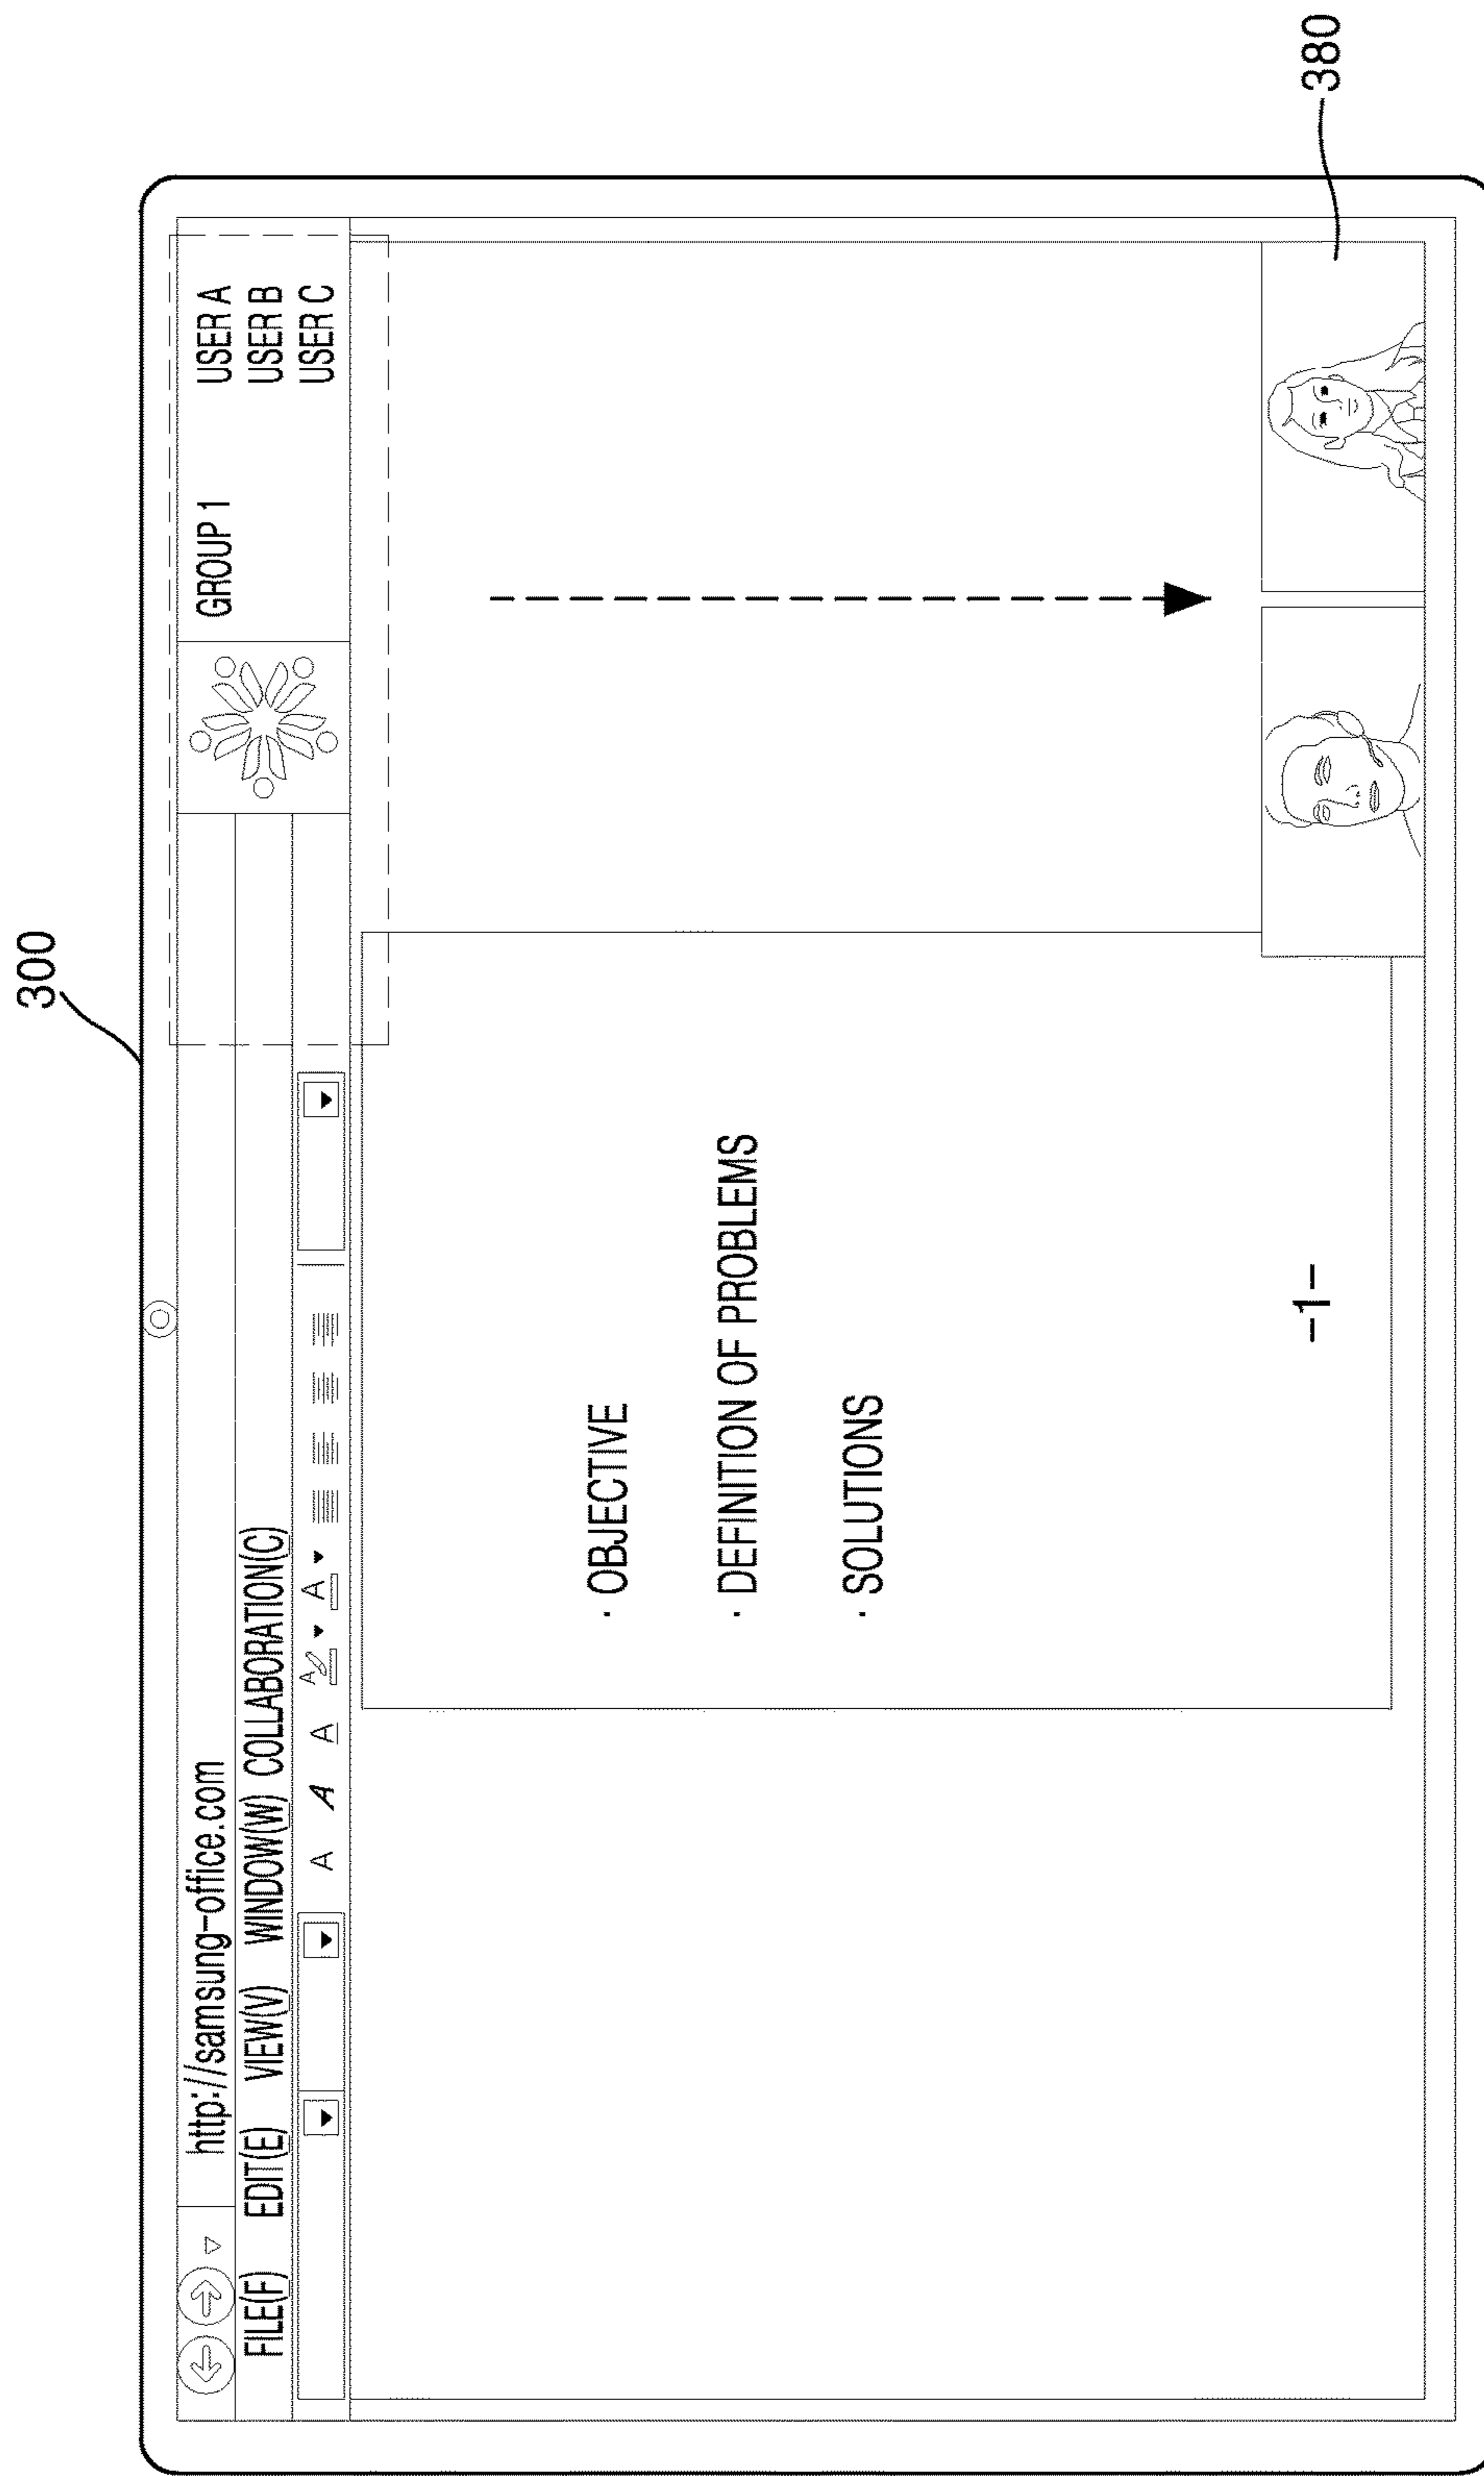 300
http://samsung-office.com
FILE(F) EDIT(E) VIEW(V) WINDOW(W) COLLABORATION(C)
A A A A A
GROUP 1 USER A
USER B
USER C
· OBJECTIVE
· DEFINITION OF PROBLEMS
· SOLUTIONS
-1-
380